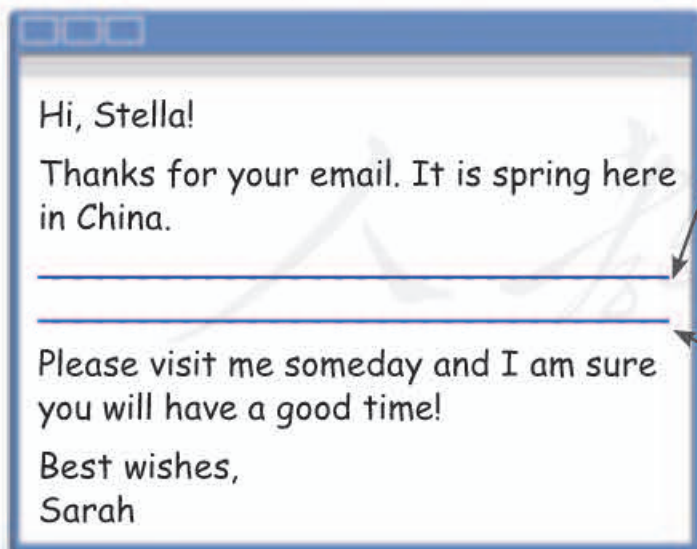 Hi, Stella!
Thanks for your email. It is spring here
in China.
Please visit me someday and I am sure
you will have a good time!
Best wishes,
Sarah